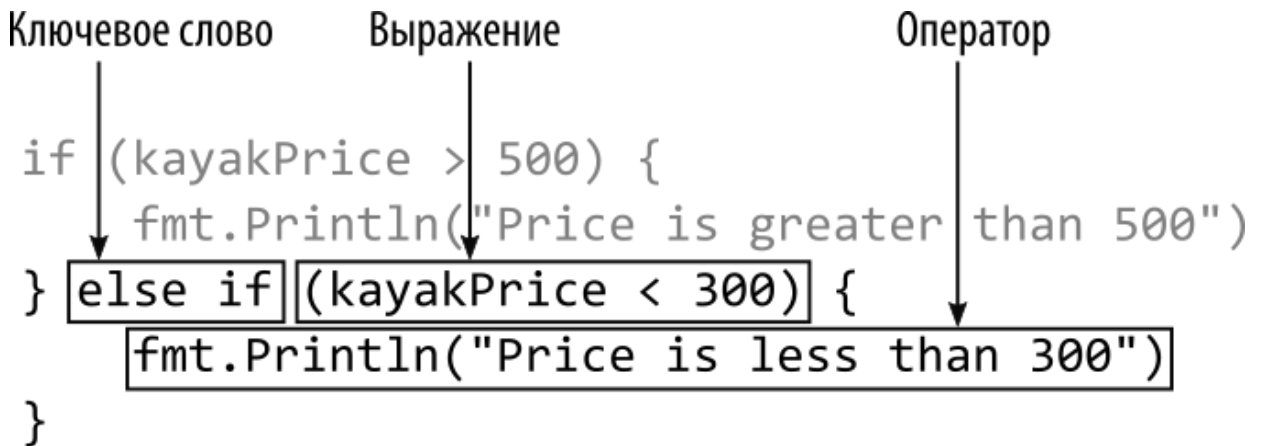 Ключевое слово Выражение Оператор
if (kayakPrice > 500) {
fmt.Println("Price is greater than 500")
} else if (kayakPrice < 300) {
fmt.Println("Price is less than 300")
}